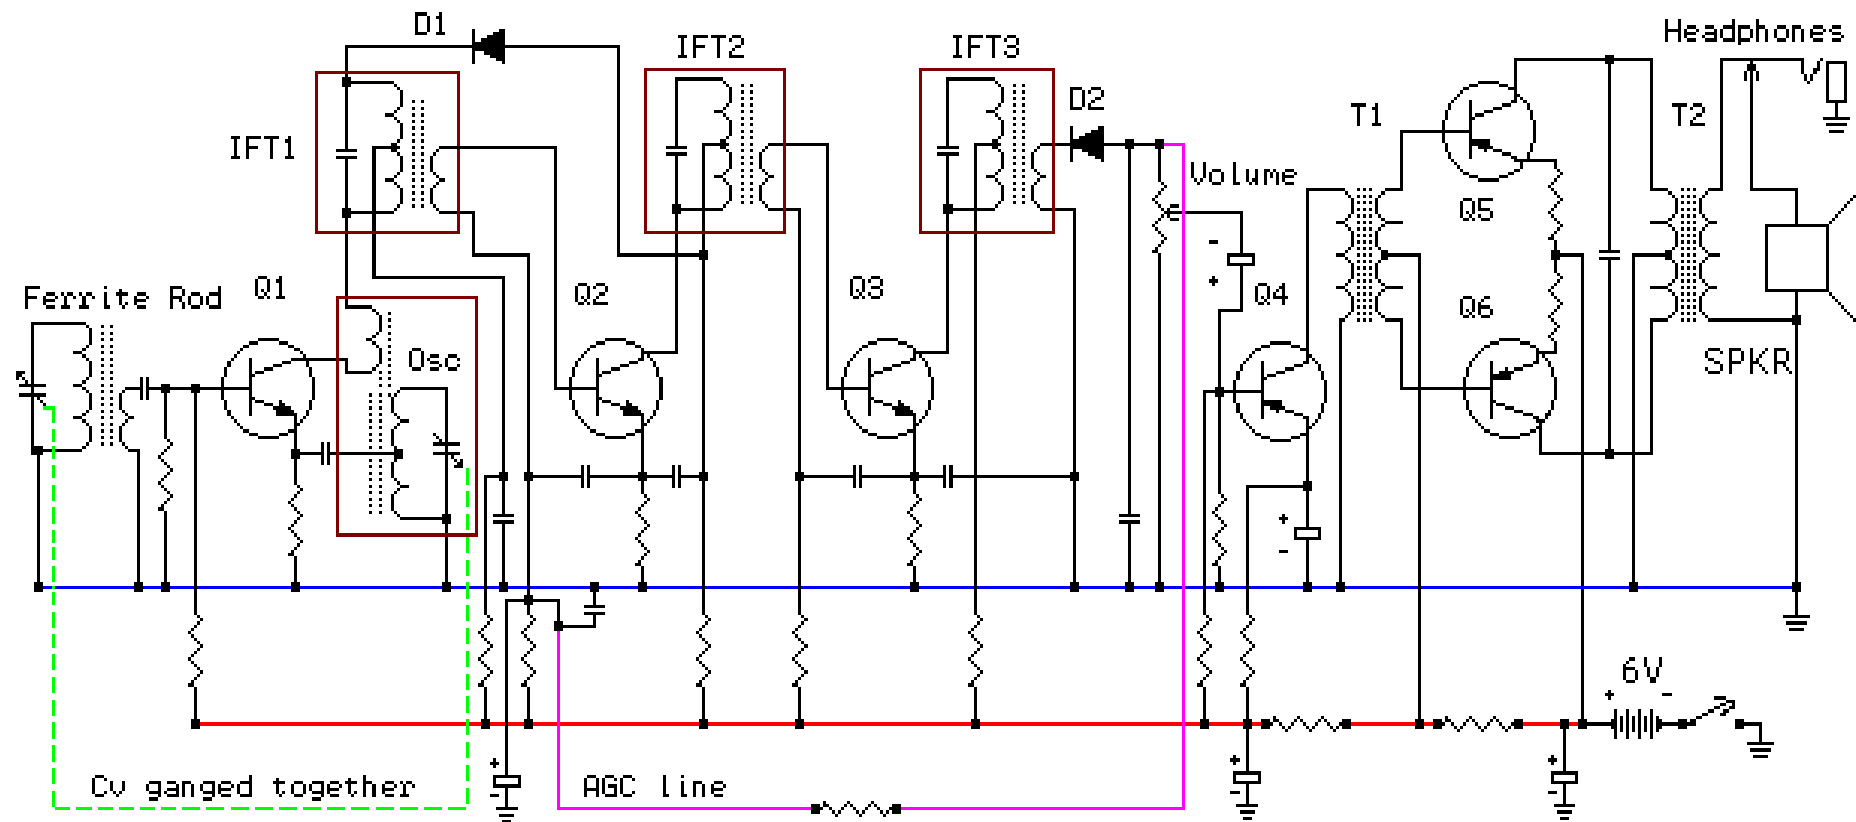 D1
IFT2
IFT3
Headphones
D2
T1
T2
IFT1
Volume
Q5
-
+
Ferrite Rod
Q1
Q2
Q3
Q4
Q6
Osc
SPKR
+
-
6V
+ -
+
-
+
-
+
-
Cv ganged together
AGC line